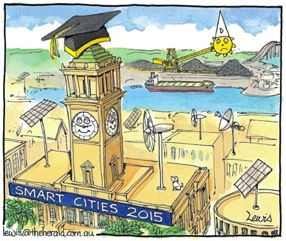 D
SMART CITIES 2015
Lewis
lewis@theherald.com.au